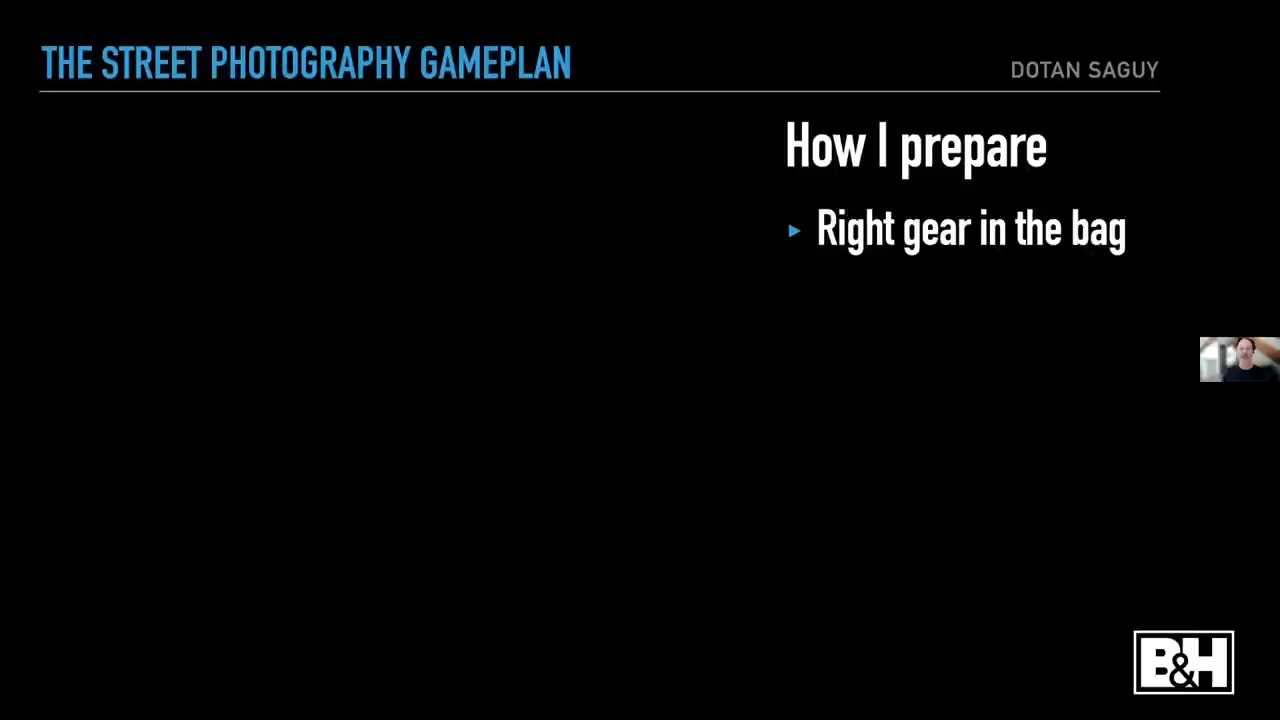 THE STREET PHOTOGRAPHY GAMEPLAN
DOTAN SAGUY
How I prepare
▸ Right gear in the bag
B&H